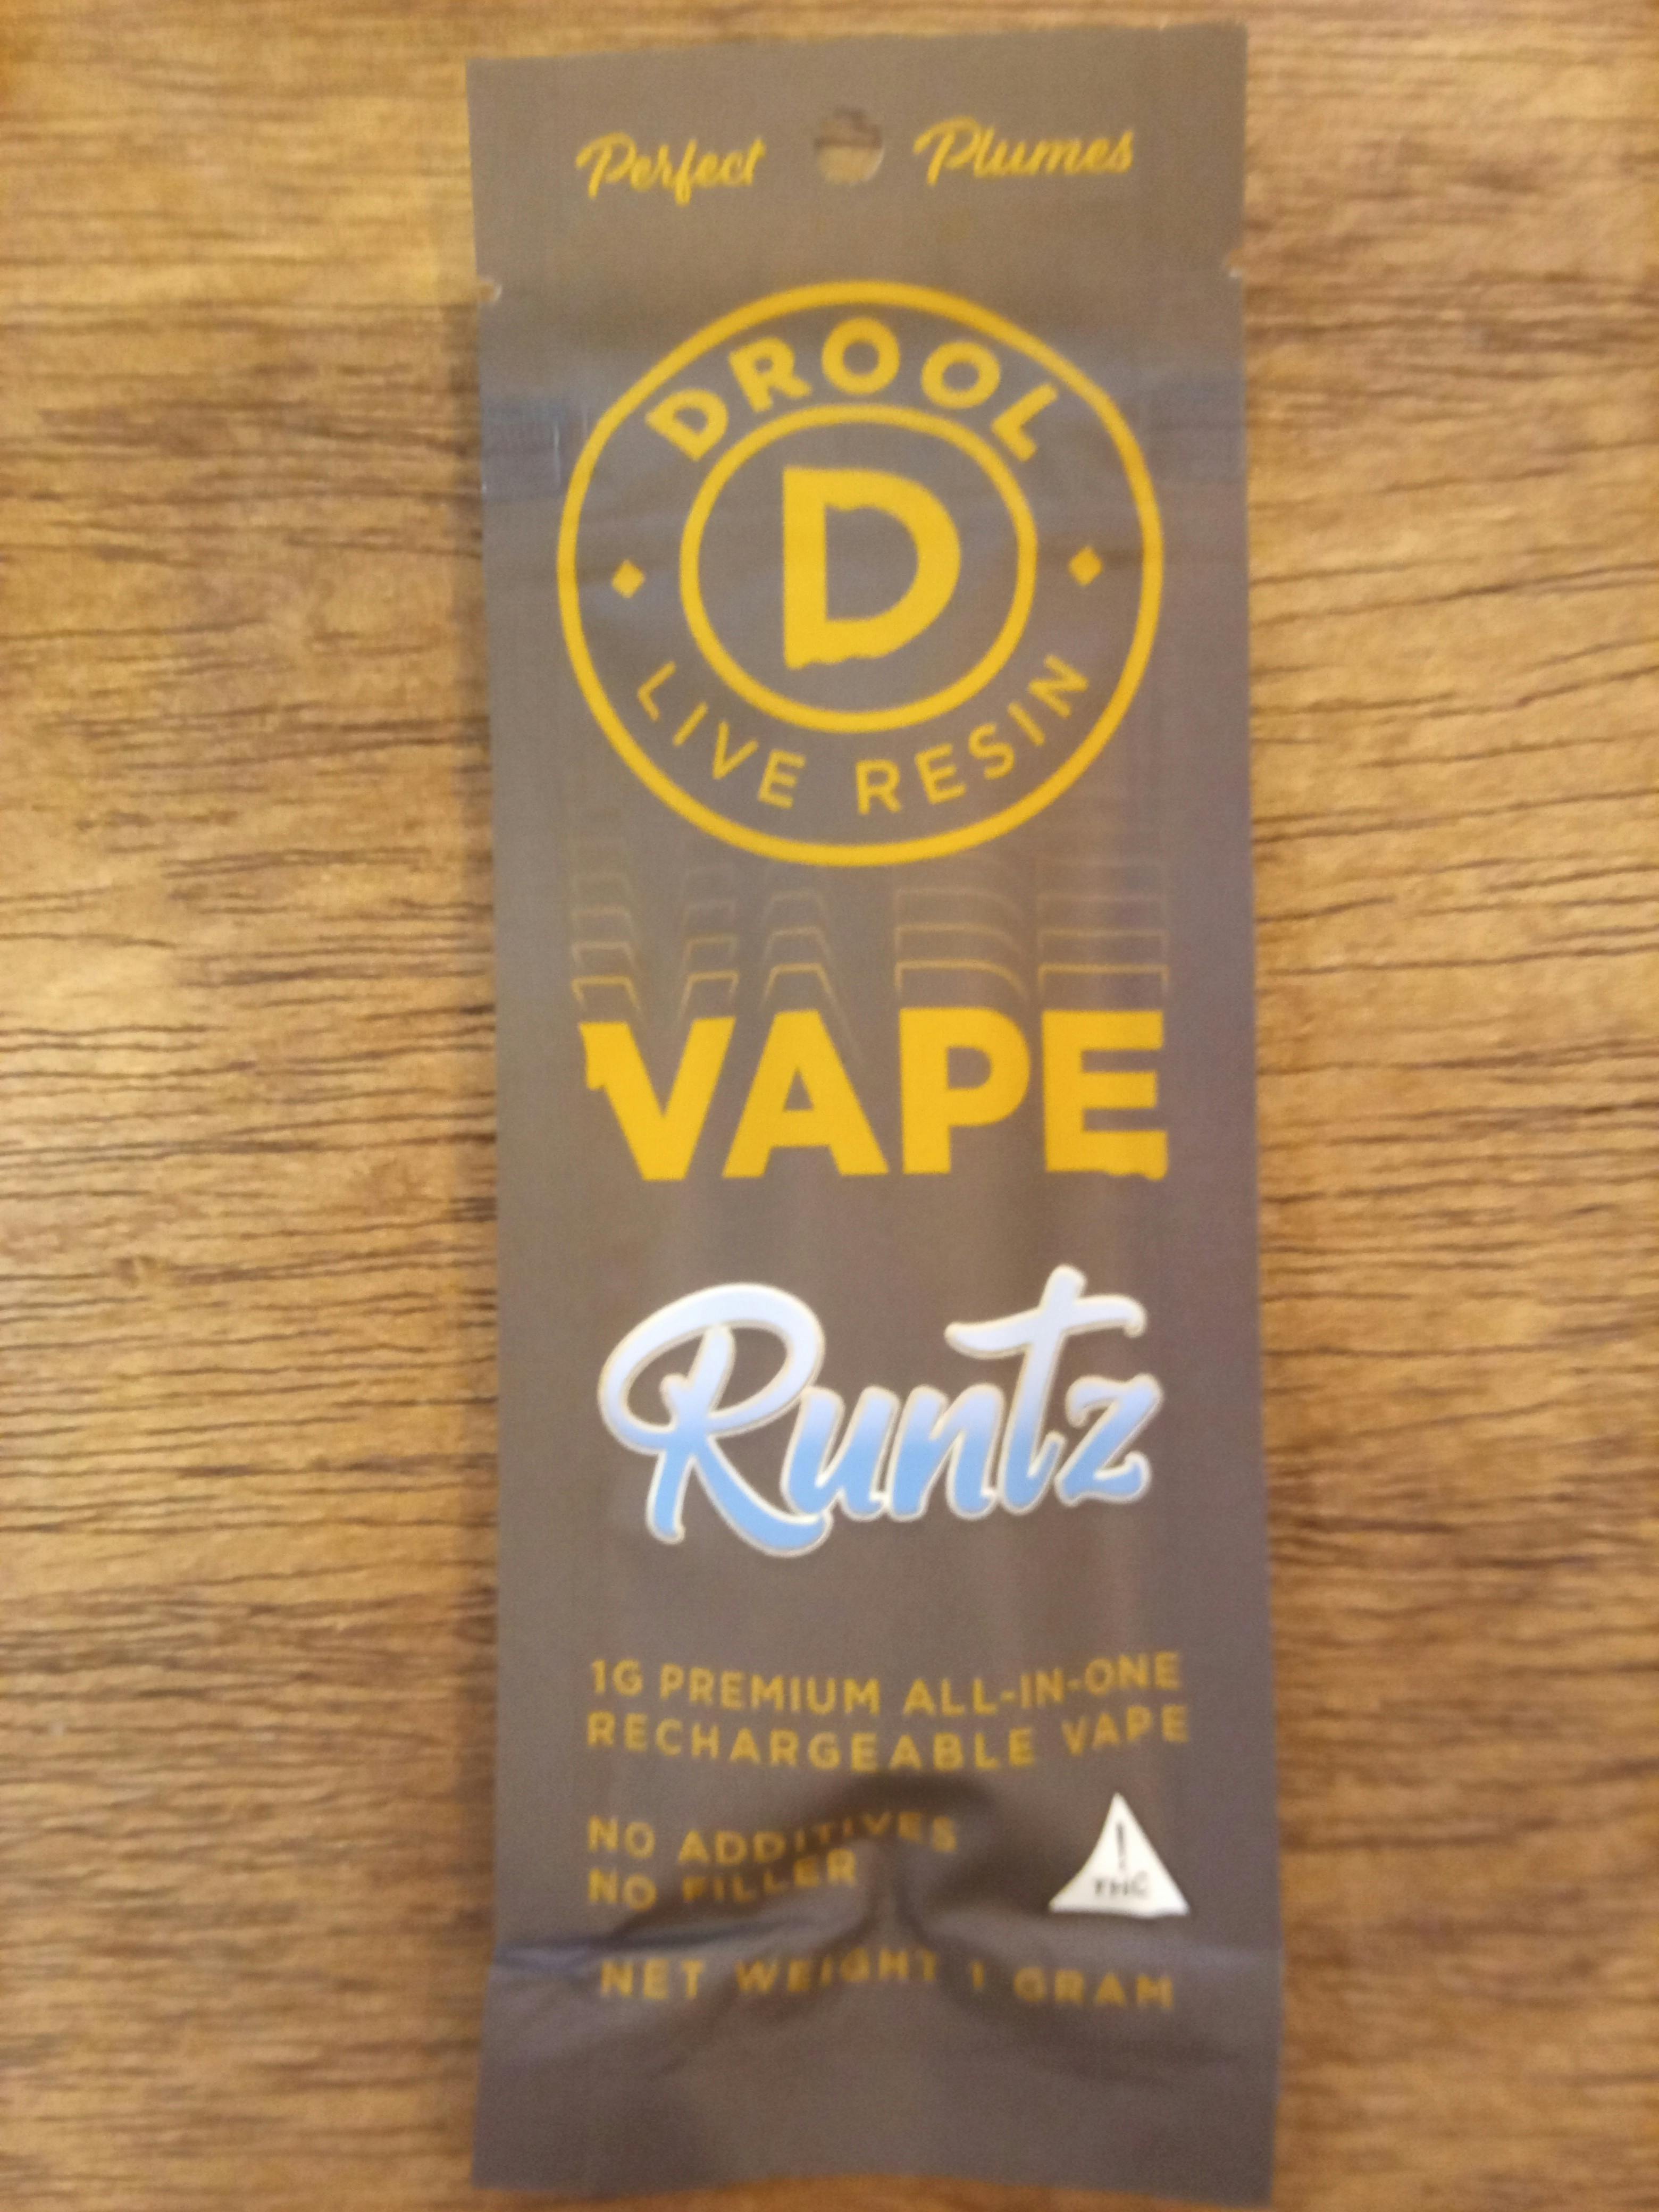 Perfect Plumes
DROOL
D
LIVE RESIN
VAPE
Runtz
1G PREMIUM ALL-IN-ONE
RECHARGEABLE VAPE
NO ADDITIVES
NO FILLER
!
THC
NET WEIGHT 1 GRAM